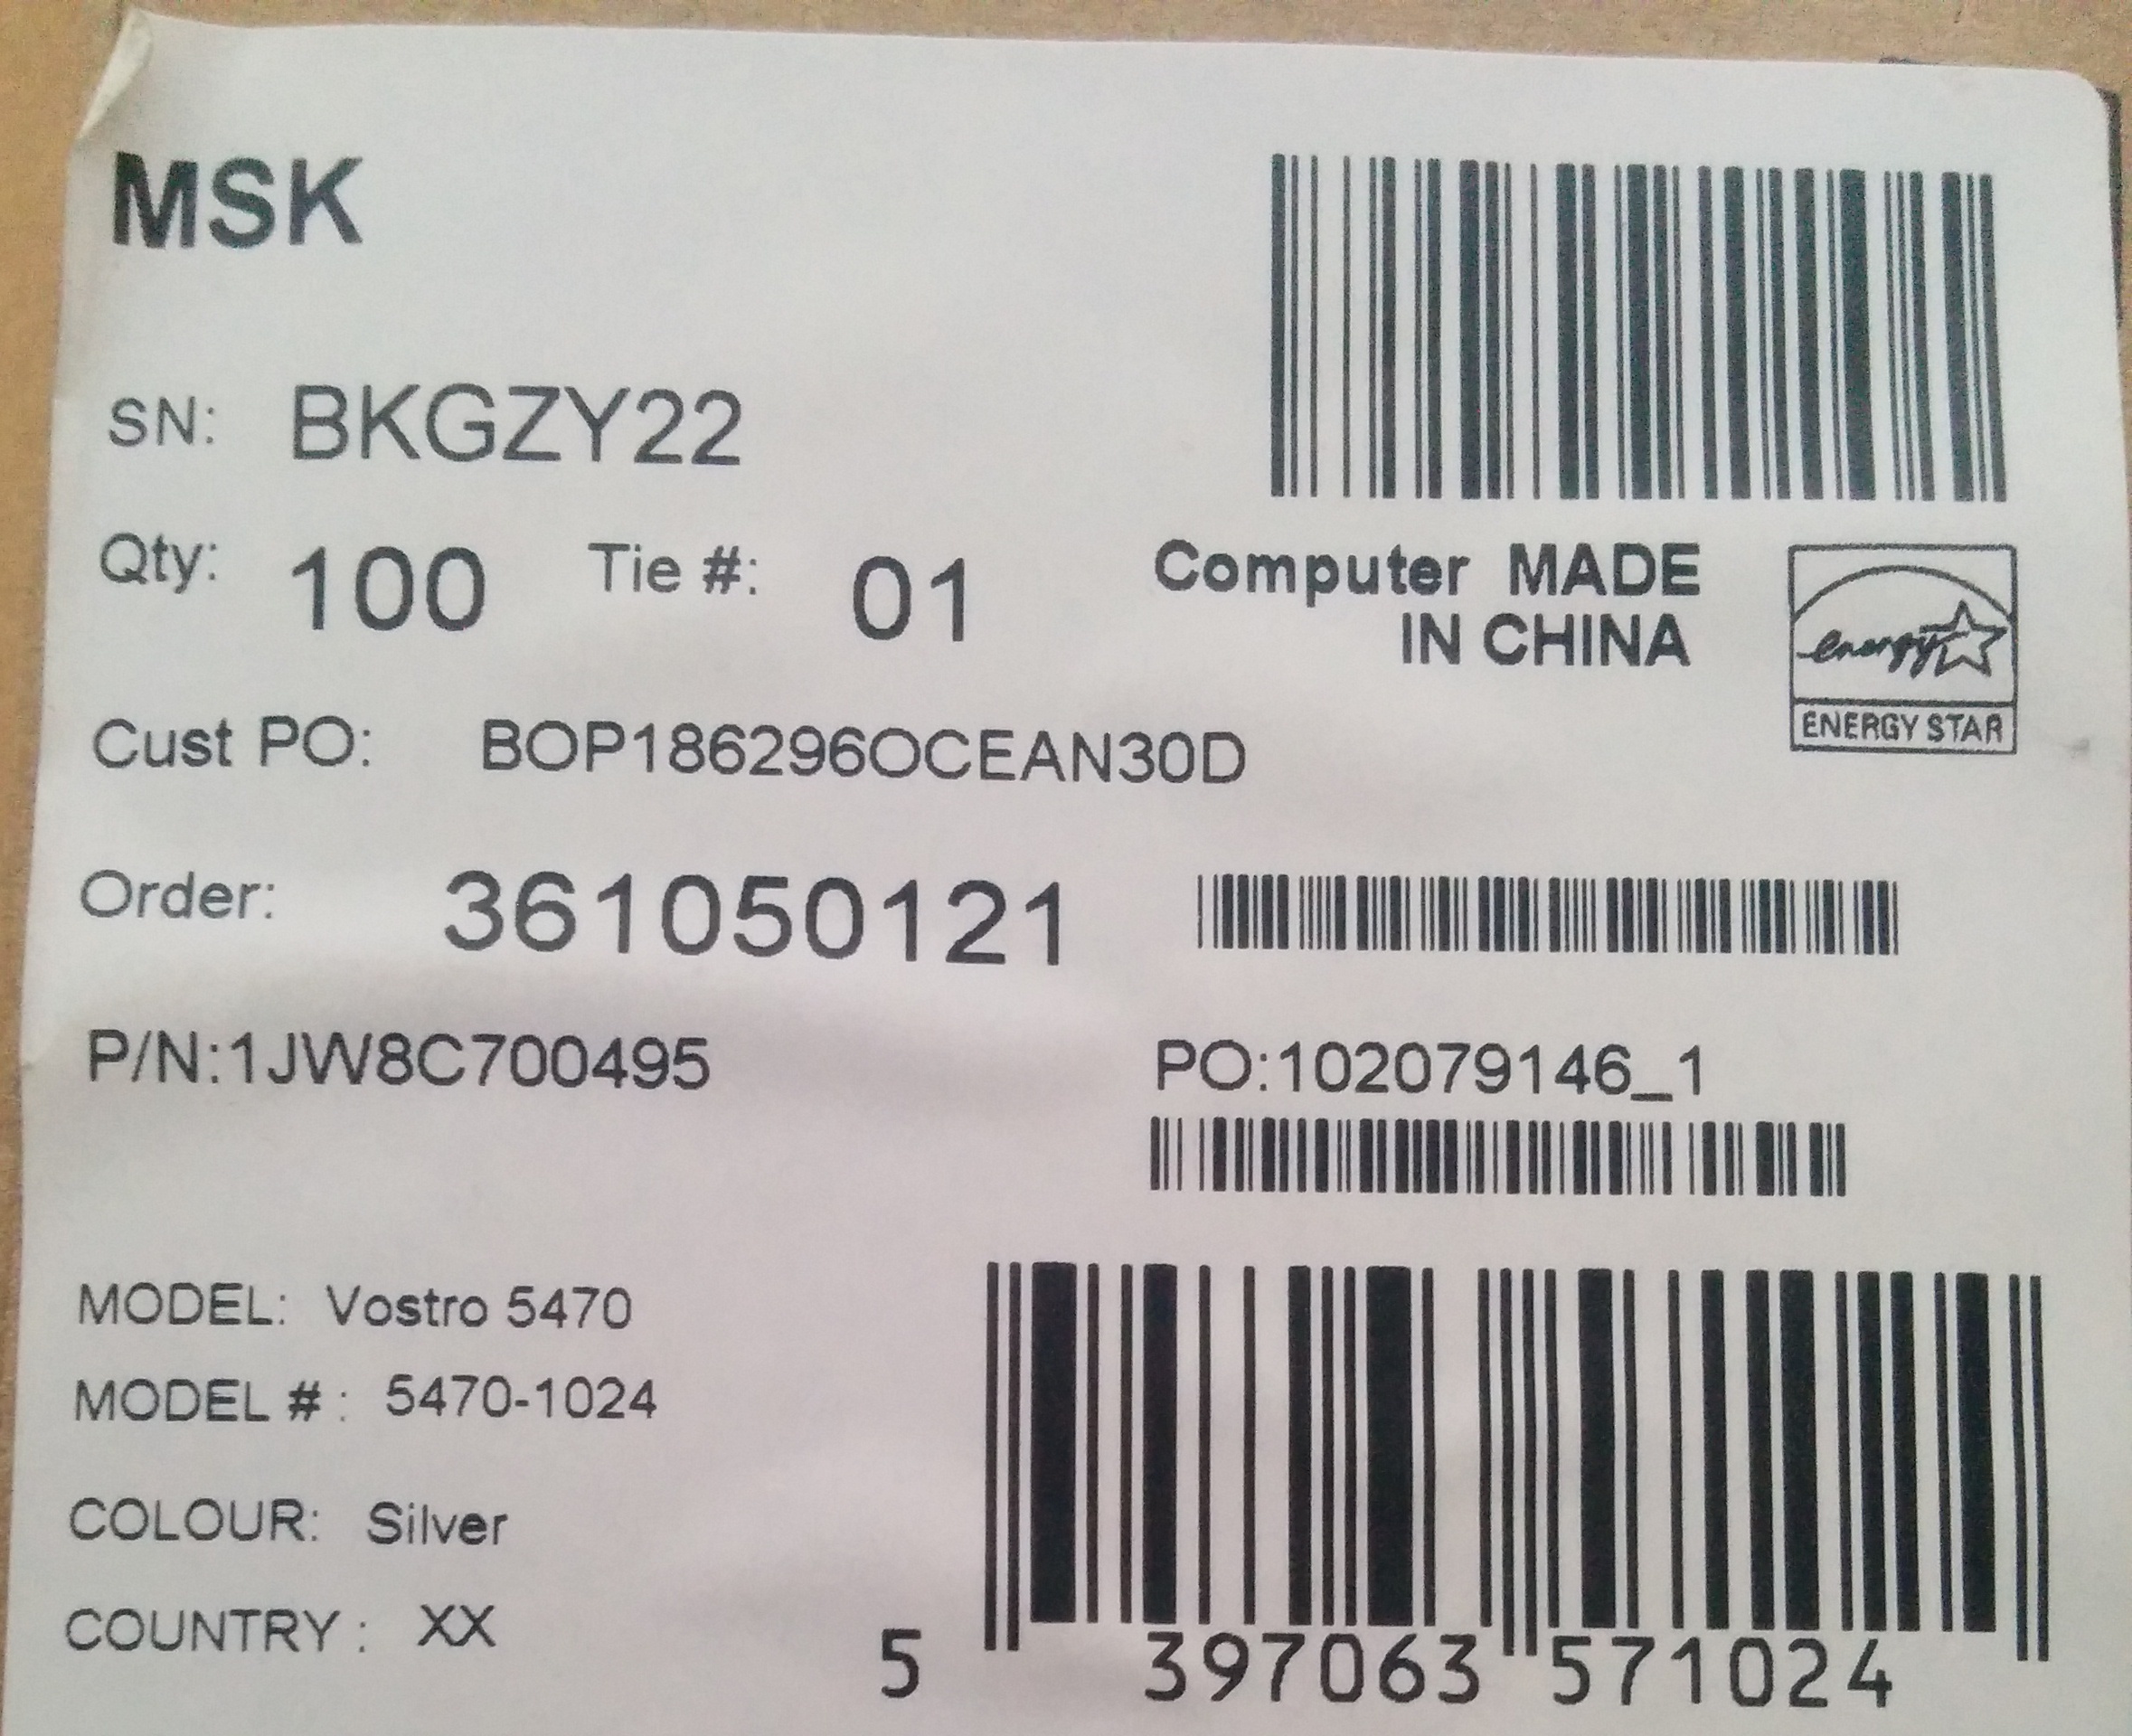 MSK
SN: BKGZY22
Qty: 100 Tie #: 01
Computer MADE
IN CHINA
energy
ENERGY STAR
Cust PO: BOP186296OCEAN30D
Order: 361050121
P/N:1JW8C700495
PO:102079146_1
MODEL: Vostro 5470
MODEL # : 5470-1024
COLOUR: Silver
COUNTRY : XX
5 397063 571024